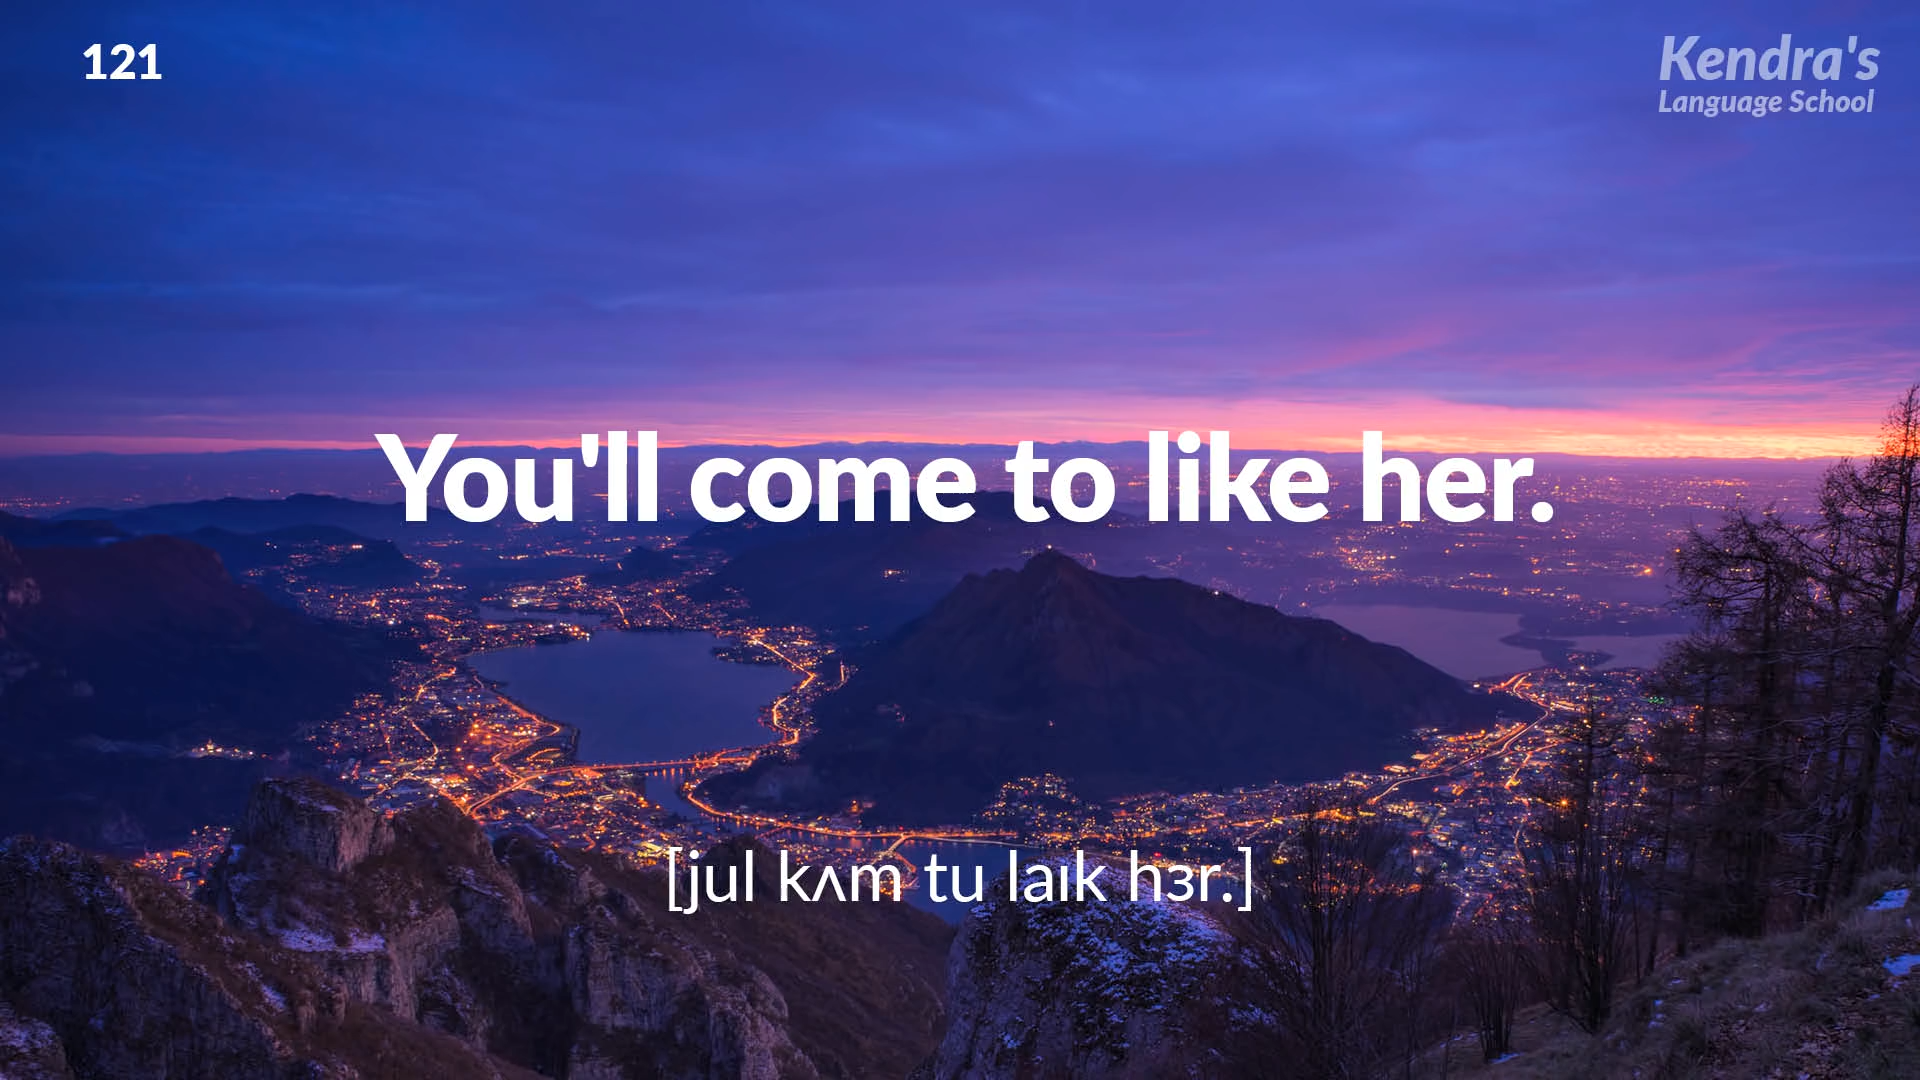 121
Kendra's
Language School
You'll come to like her.
[jul kʌm tu laɪk hɜr.]